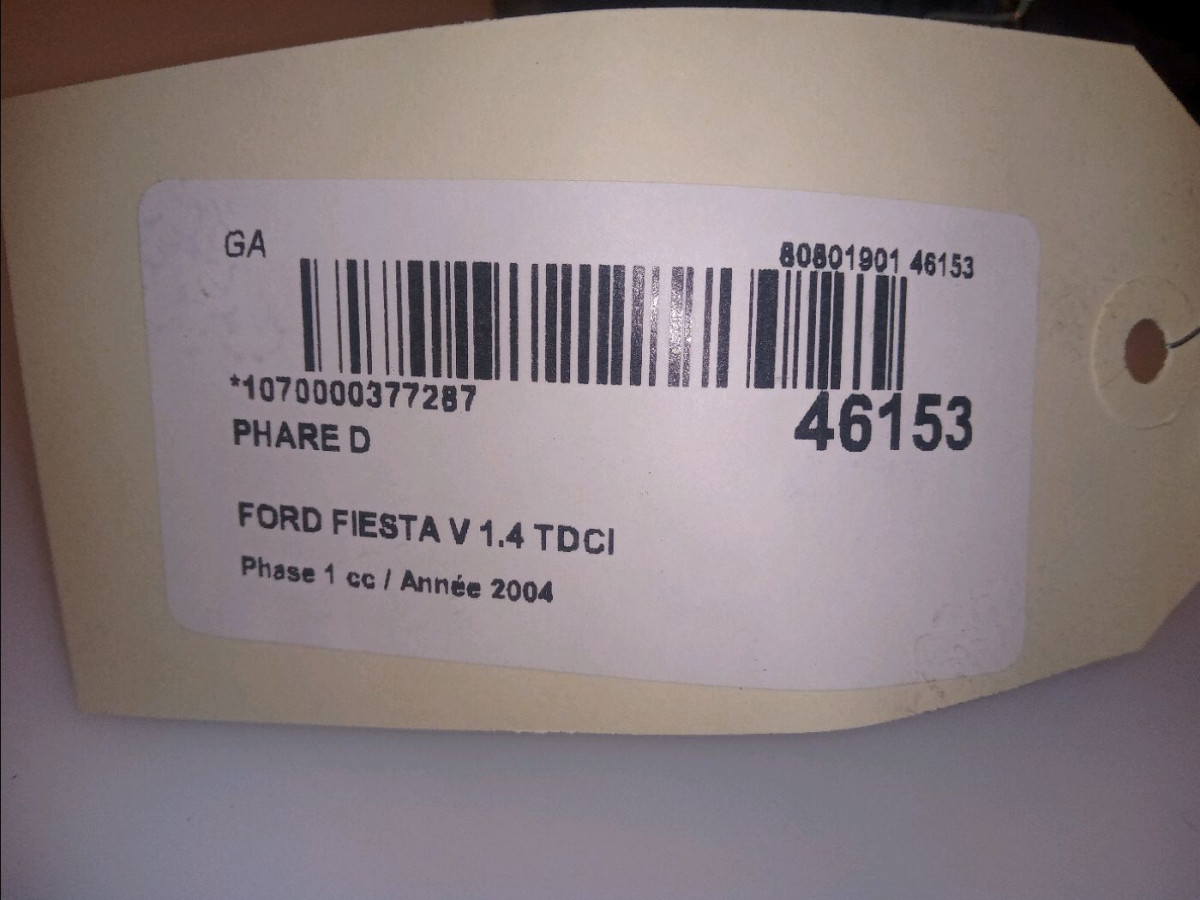 GA
80801901 46153
*1070000377287
46153
PHARE D
FORD FIESTA V 1.4 TDCI
Phase 1 cc / Année 2004